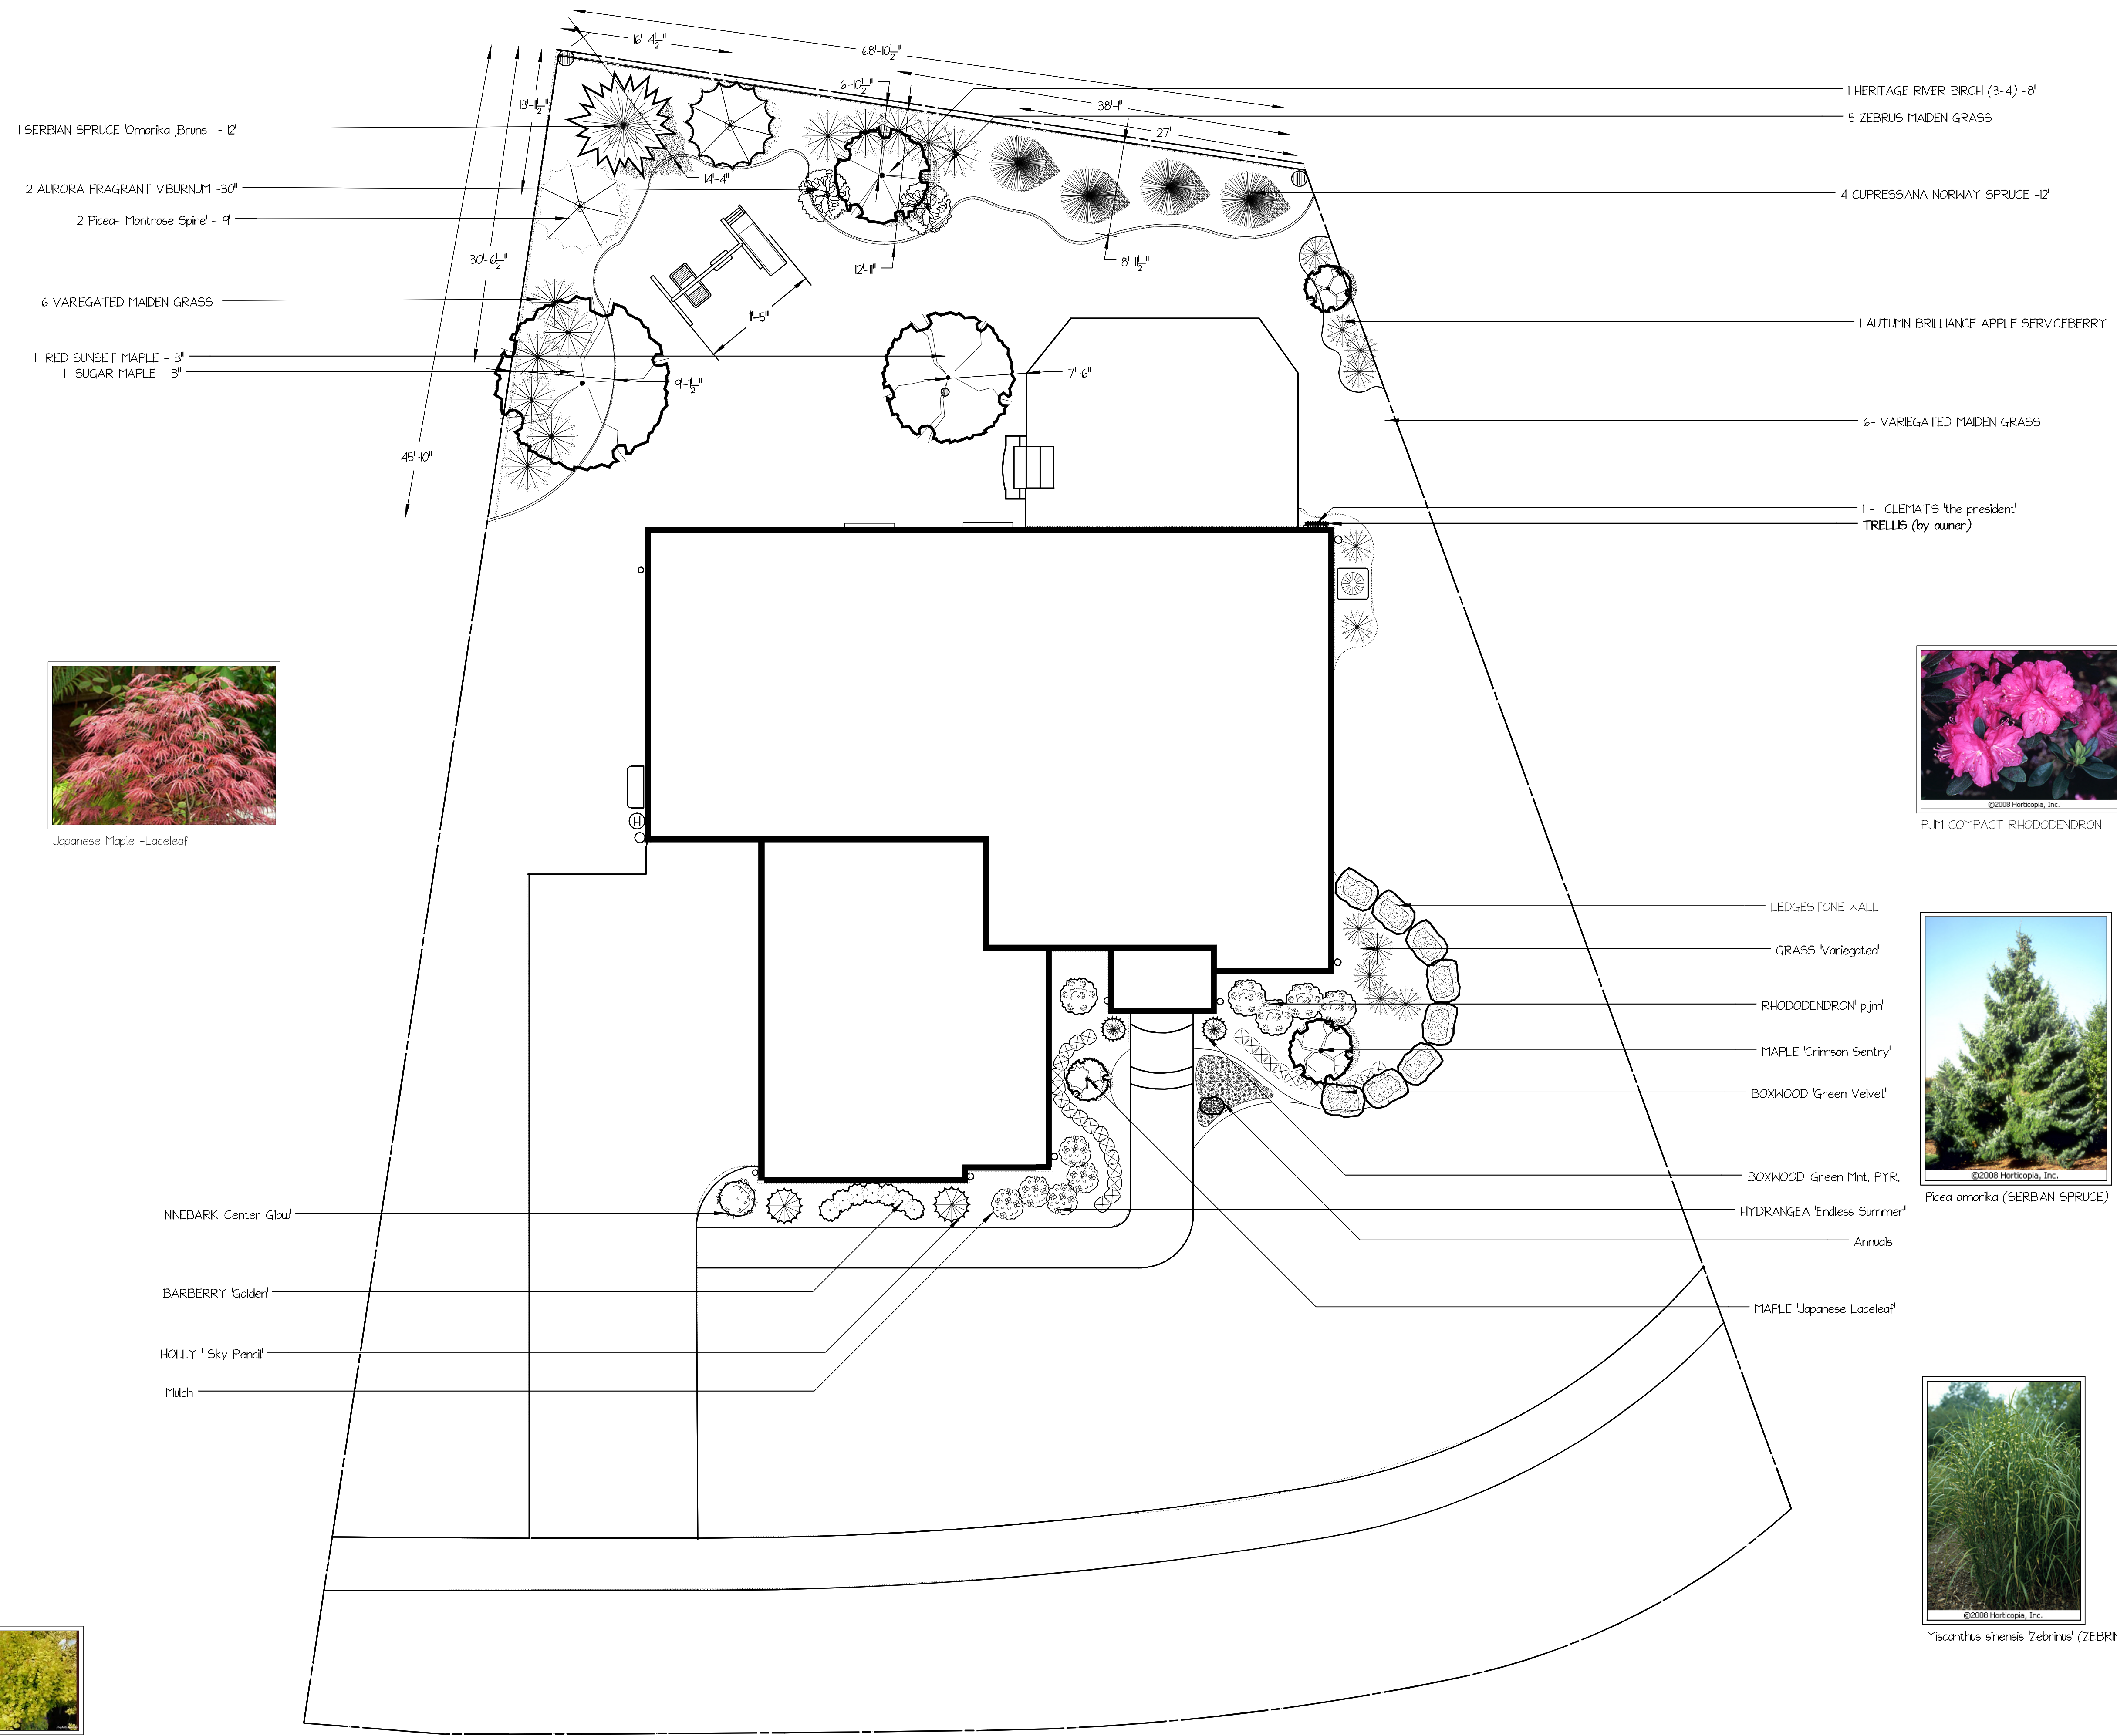 16'-4½"
68'-10½"
6'-10½"
38'-1"
27'
13'-11½"
14'-4"
30'-6½"
12'-11"
8'-11½"
11'-5"
9'-11½"
7'-6"
45'-10"
1 SERBIAN SPRUCE 'Omorika ,Bruns - 12'
2 AURORA FRAGRANT VIBURNUM -30"
2 Picea- Montrose Spire' - 9'
6 VARIEGATED MAIDEN GRASS
1 RED SUNSET MAPLE - 3"
1 SUGAR MAPLE - 3"
1 HERITAGE RIVER BIRCH (3-4) -8'
5 ZEBRUS MAIDEN GRASS
4 CUPRESSIANA NORWAY SPRUCE -12'
1 AUTUMN BRILLIANCE APPLE SERVICEBERRY
6- VARIEGATED MAIDEN GRASS
1 - CLEMATIS 'the president'
TRELLIS (by owner)
H
Japanese Maple -Laceleaf
©2008 Horticopia, Inc.
PJM COMPACT RHODODENDRON
LEDGESTONE WALL
GRASS 'Variegated'
RHODODENDRON' pjm'
MAPLE 'Crimson Sentry'
BOXWOOD 'Green Velvet'
BOXWOOD 'Green Mnt. PYR.
HYDRANGEA 'Endless Summer'
Annuals
MAPLE 'Japanese Laceleaf'
©2008 Horticopia, Inc.
Picea omorika (SERBIAN SPRUCE)
NINEBARK' Center Glow'
BARBERRY 'Golden'
HOLLY ' Sky Pencil'
Mulch
©2008 Horticopia, Inc.
Miscanthus sinensis 'Zebrinus' (ZEBRIN